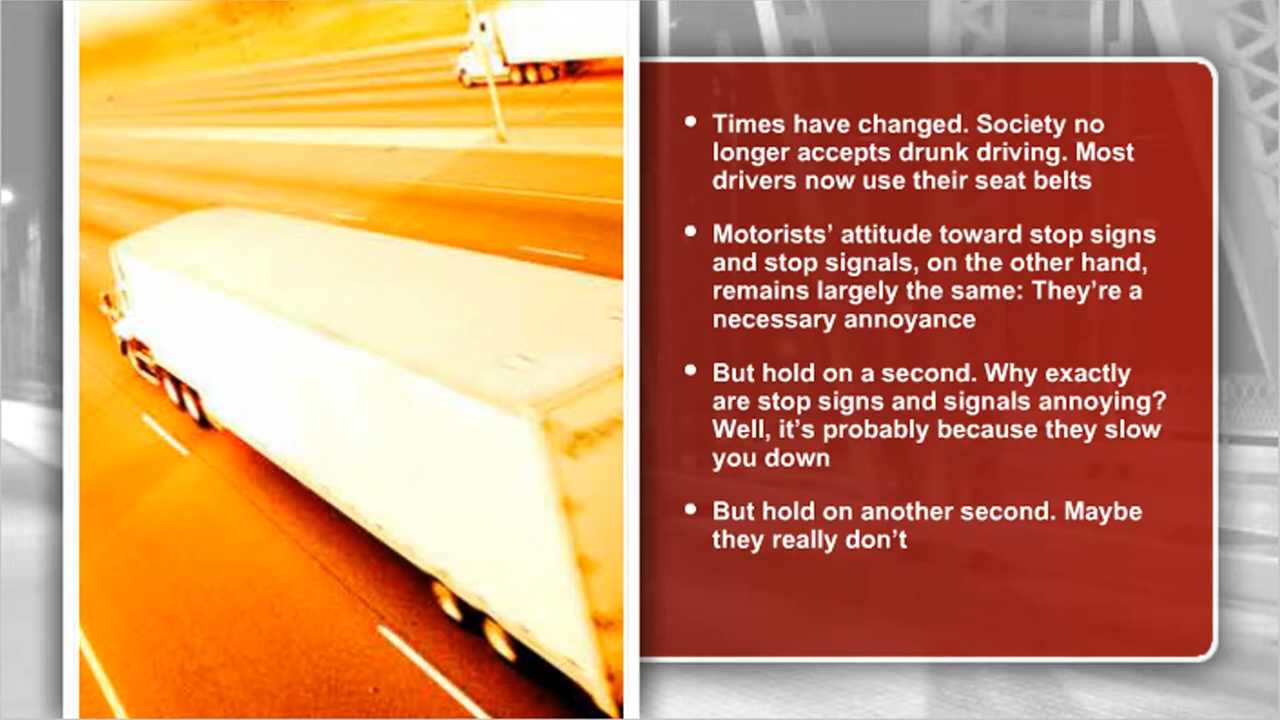 • Times have changed. Society no
longer accepts drunk driving. Most
drivers now use their seat belts
• Motorists’ attitude toward stop signs
and stop signals, on the other hand,
remains largely the same: They’re a
necessary annoyance
• But hold on a second. Why exactly
are stop signs and signals annoying?
Well, it’s probably because they slow
you down
• But hold on another second. Maybe
they really don’t